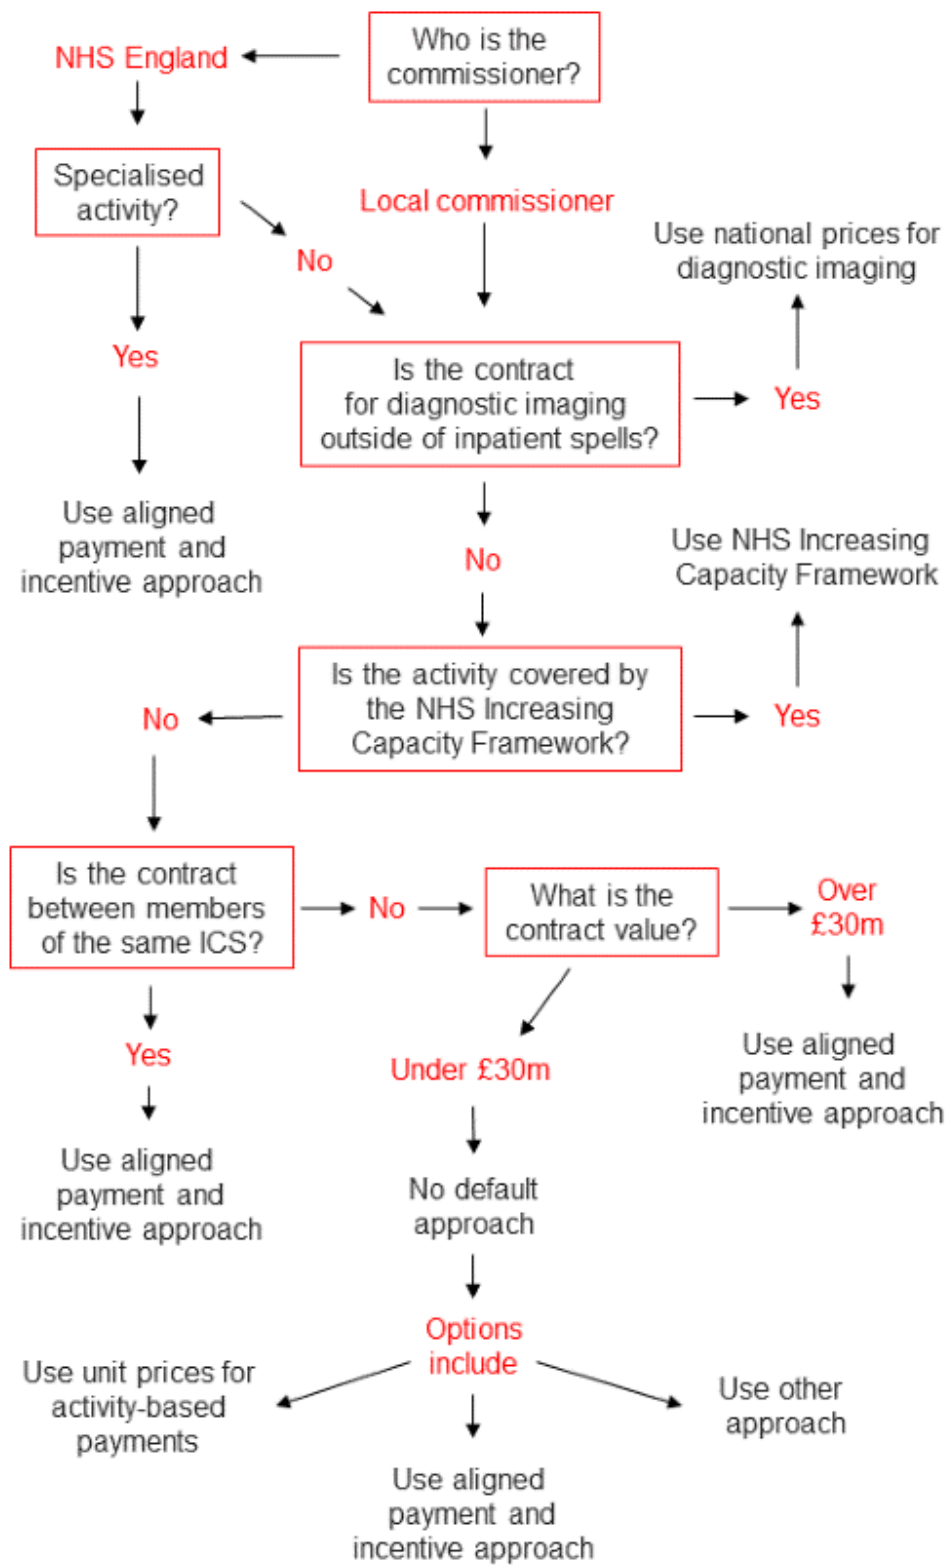 Who is the
commissioner?
NHS England
Specialised
activity?
Local commissioner
No
Use national prices for
diagnostic imaging
Yes
Is the contract
for diagnostic imaging
outside of inpatient spells?
Yes
Use aligned
payment and
incentive approach
No
Use NHS Increasing
Capacity Framework
Is the activity covered by
the NHS Increasing
Capacity Framework?
Yes
No
Is the contract
between members
of the same ICS?
No
What is the
contract value?
Over
£30m
Yes
Under £30m
Use aligned
payment and
incentive approach
Use aligned
payment and
incentive approach
No default
approach
Options
include
Use unit prices for
activity-based
payments
Use other
approach
Use aligned
payment and
incentive approach